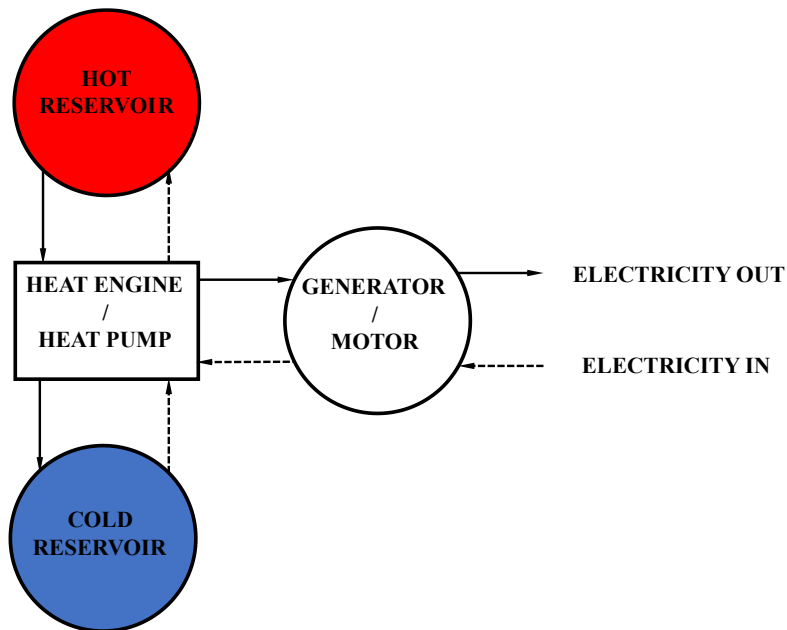 HOT
RESERVOIR
HEAT ENGINE
/
HEAT PUMP
GENERATOR
/
MOTOR
ELECTRICITY OUT
ELECTRICITY IN
COLD
RESERVOIR